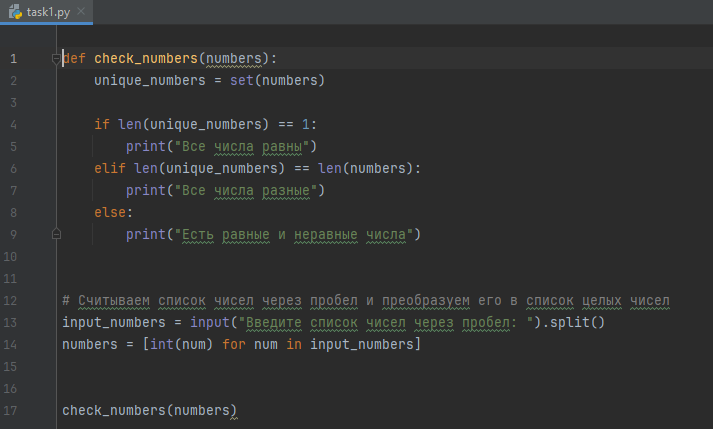 task1.py
1 def check_numbers(numbers):
2 unique_numbers = set(numbers)
3
4 if len(unique_numbers) == 1:
5 print("Все числа равны")
6 elif len(unique_numbers) == len(numbers):
7 print("Все числа разные")
8 else:
9 print("Есть равные и неравные числа")
10
11
12 # Считываем список чисел через пробел и преобразуем его в список целых чисел
13 input_numbers = input("Введите список чисел через пробел: ").split()
14 numbers = [int(num) for num in input_numbers]
15
16
17 check_numbers(numbers)